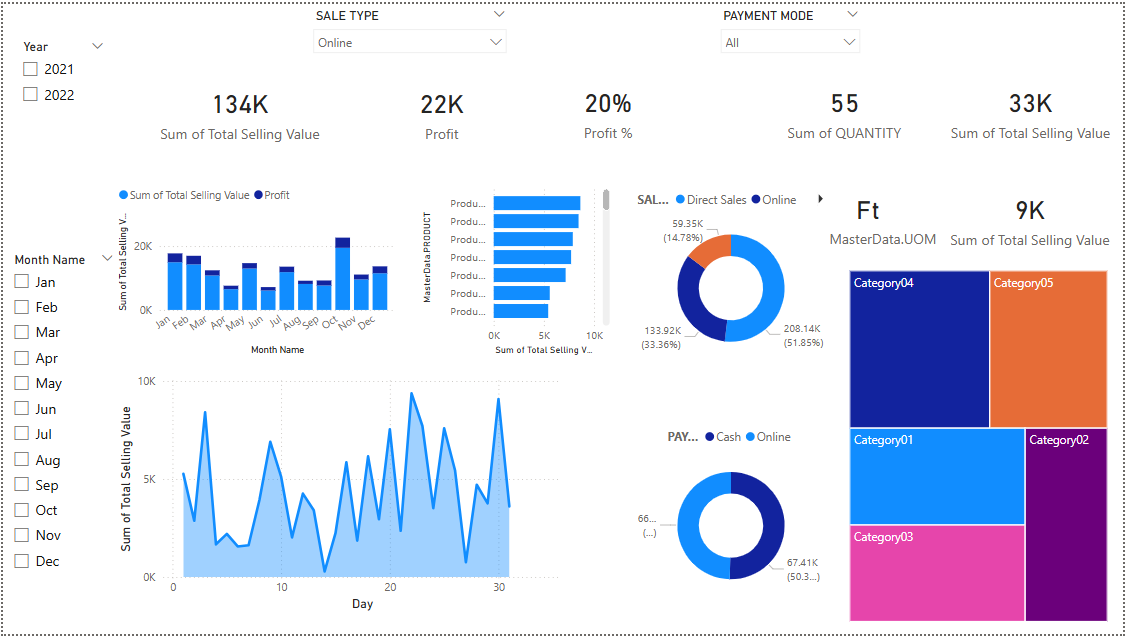 SALE TYPE
Online
PAYMENT MODE
All
Year
2021
2022
134K
Sum of Total Selling Value
22K
Profit
20%
Profit %
55
Sum of QUANTITY
33K
Sum of Total Selling Value
Month Name
Jan
Feb
Mar
Apr
May
Jun
Jul
Aug
Sep
Oct
Nov
Dec
Sum of Total Selling Value Profit
Sum of Total Selling V...
20K
0K
Jan Feb Mar Apr May Jun Jul Aug Sep Oct Nov Dec
Month Name
MasterData.PRODUCT
Produ...
Produ...
Produ...
Produ...
Produ...
Produ...
Produ...
0K 5K 10K
Sum of Total Selling V...
SAL... Direct Sales Online
59.35K
(14.78%)
133.92K
(33.36%)
208.14K
(51.85%)
Ft
MasterData.UOM
9K
Sum of Total Selling Value
Sum of Total Selling Value
10K
5K
0K
0 10 20 30
Day
PAY... Cash Online
66...
(...)
67.41K
(50.3...)
Category04
Category05
Category01
Category02
Category03